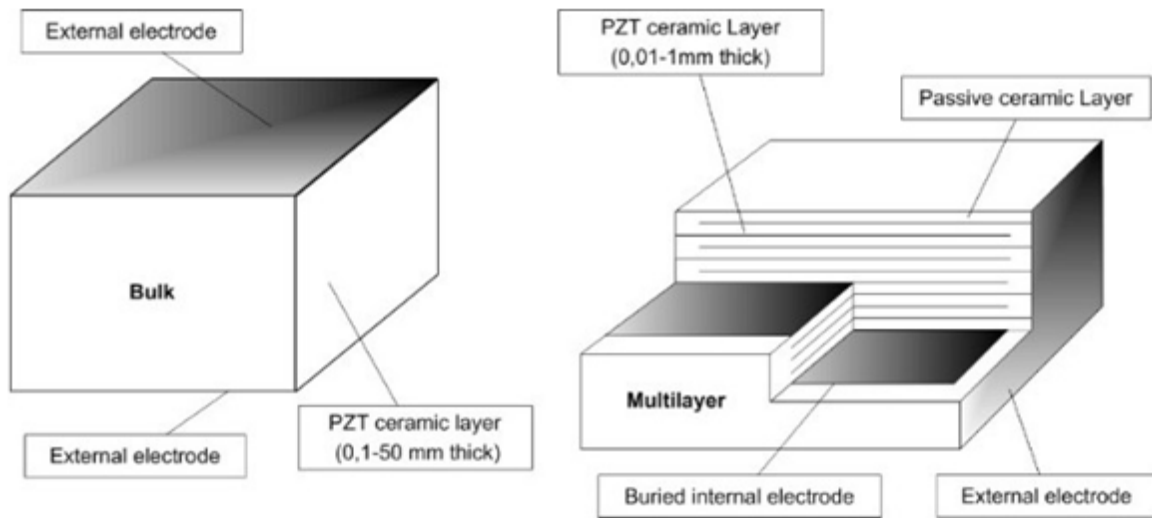 External electrode
Bulk
PZT ceramic layer
(0,1-50 mm thick)
External electrode
PZT ceramic Layer
(0,01-1mm thick)
Passive ceramic Layer
Multilayer
Buried internal electrode
External electrode